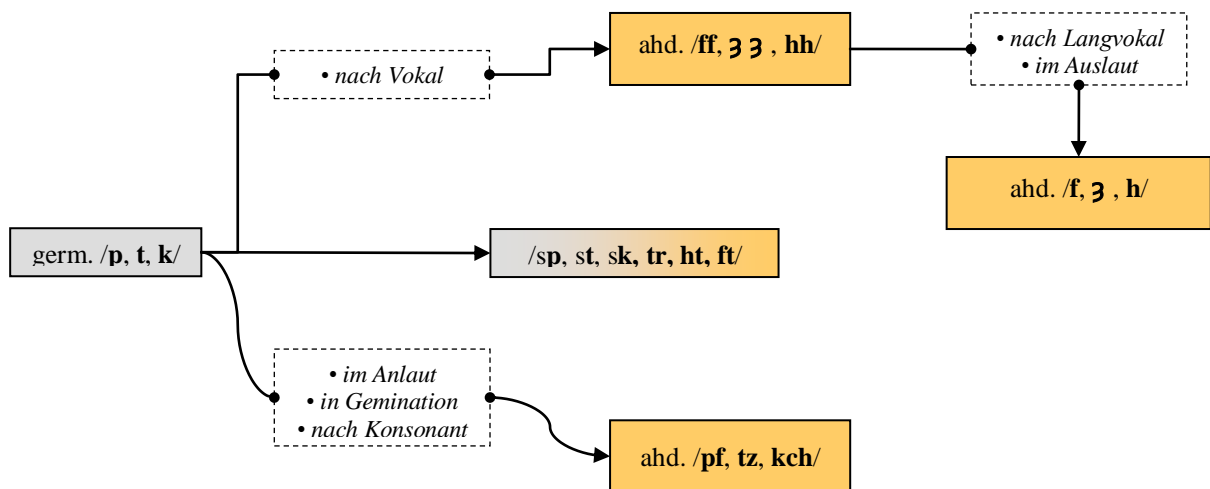 ahd. /ff, ȝȝ , hh/
• nach Langvokal
• im Auslaut
• nach Vokal
ahd. /f, ȝ , h/
germ. /p, t, k/
/sp, st, sk, tr, ht, ft/
• im Anlaut
• in Gemination
• nach Konsonant
ahd. /pf, tz, kch/